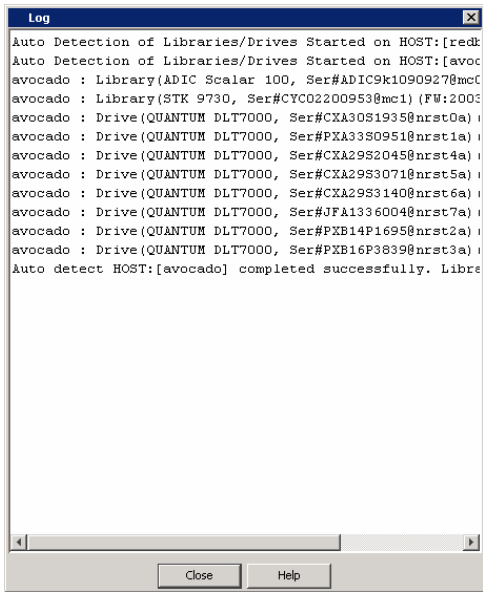 Log
Auto Detection of Libraries/Drives Started on HOST:[redk
Auto Detection of Libraries/Drives Started on HOST:[avoc
avocado : Library(ADIC Scalar 100, Ser#ADIC9k1090927@mc0
avocado : Library(STK 9730, Ser#CYC02200953@mc1)(FW:2003
avocado : Drive(QUANTUM DLT7000, Ser#CXA30S1935@nrst0a)
avocado : Drive(QUANTUM DLT7000, Ser#PXA33S0951@nrst1a)
avocado : Drive(QUANTUM DLT7000, Ser#CXA29S2045@nrst4a)
avocado : Drive(QUANTUM DLT7000, Ser#CXA29S3071@nrst5a)
avocado : Drive(QUANTUM DLT7000, Ser#CXA29S3140@nrst6a)
avocado : Drive(QUANTUM DLT7000, Ser#JFA1336004@nrst7a)
avocado : Drive(QUANTUM DLT7000, Ser#PXB14P1695@nrst2a)
avocado : Drive(QUANTUM DLT7000, Ser#PXB16P3839@nrst3a)
Auto detect HOST:[avocado] completed successfully. Libra
Close
Help